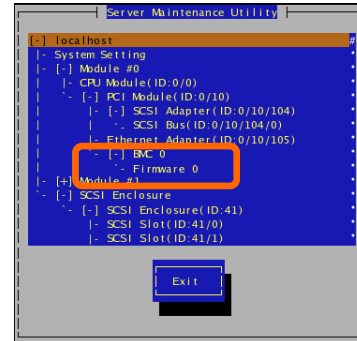 Server Maintenance Utility
[-] localhost #
|- System Setting *
|- [-] Module #0 *
| |- CPU Module(ID:0/0) *
| `- [-] PCI Module(ID:0/10) *
| |- [-] SCSI Adapter(ID:0/10/104) *
| | `- SCSI Bus(ID:0/10/104/0) *
| |- Ethernet Adapter(ID:0/10/105) *
| `- [-] BMC 0 *
| `- Firmware 0 *
|- [+] Module #1 *
`- [-] SCSI Enclosure *
`- [-] SCSI Enclosure(ID:41) *
|- SCSI Slot(ID:41/0) *
|- SCSI Slot(ID:41/1) *
Exit